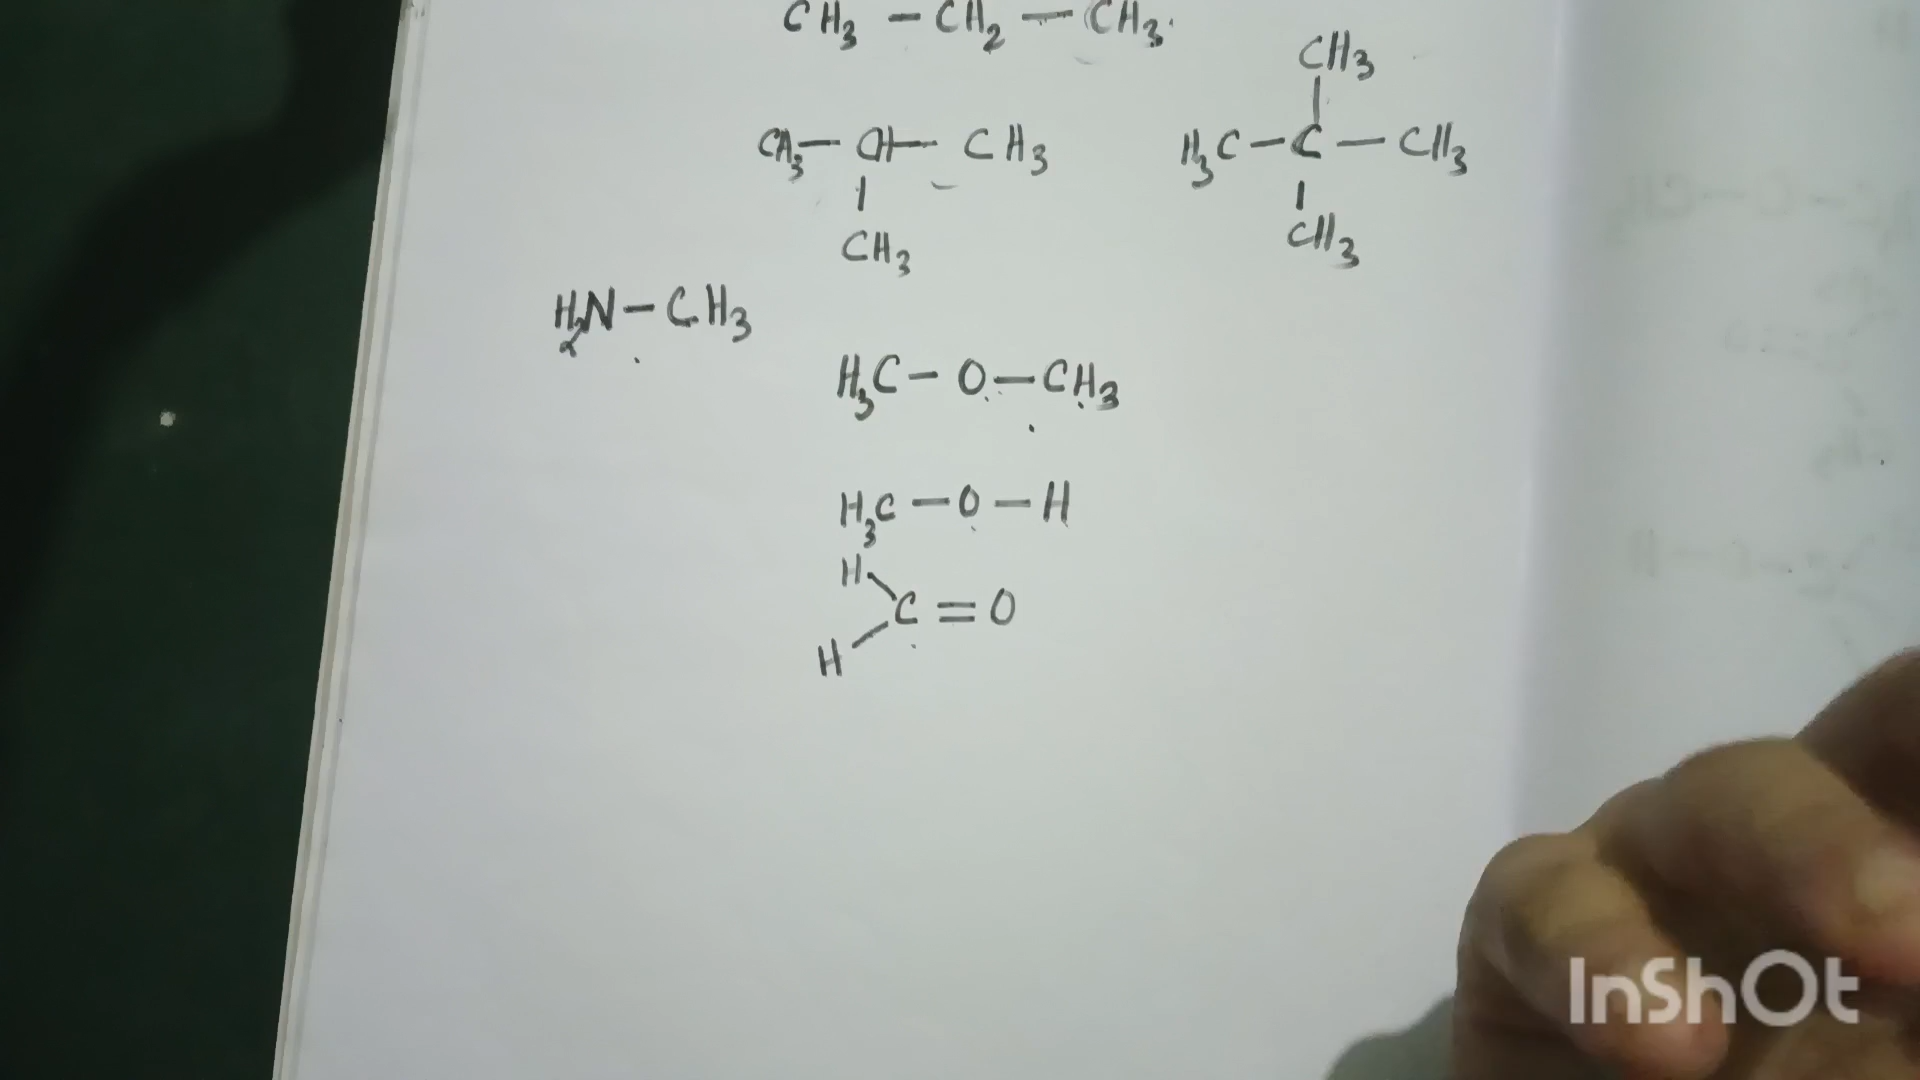 CH3 – CH2 – CH3
CH3
CH3 – CH – CH3 H3C – C – CH3
CH3 CH3
H2N – CH3
H3C – O – CH3
H3C – O – H
H
C = O
H
InShOt